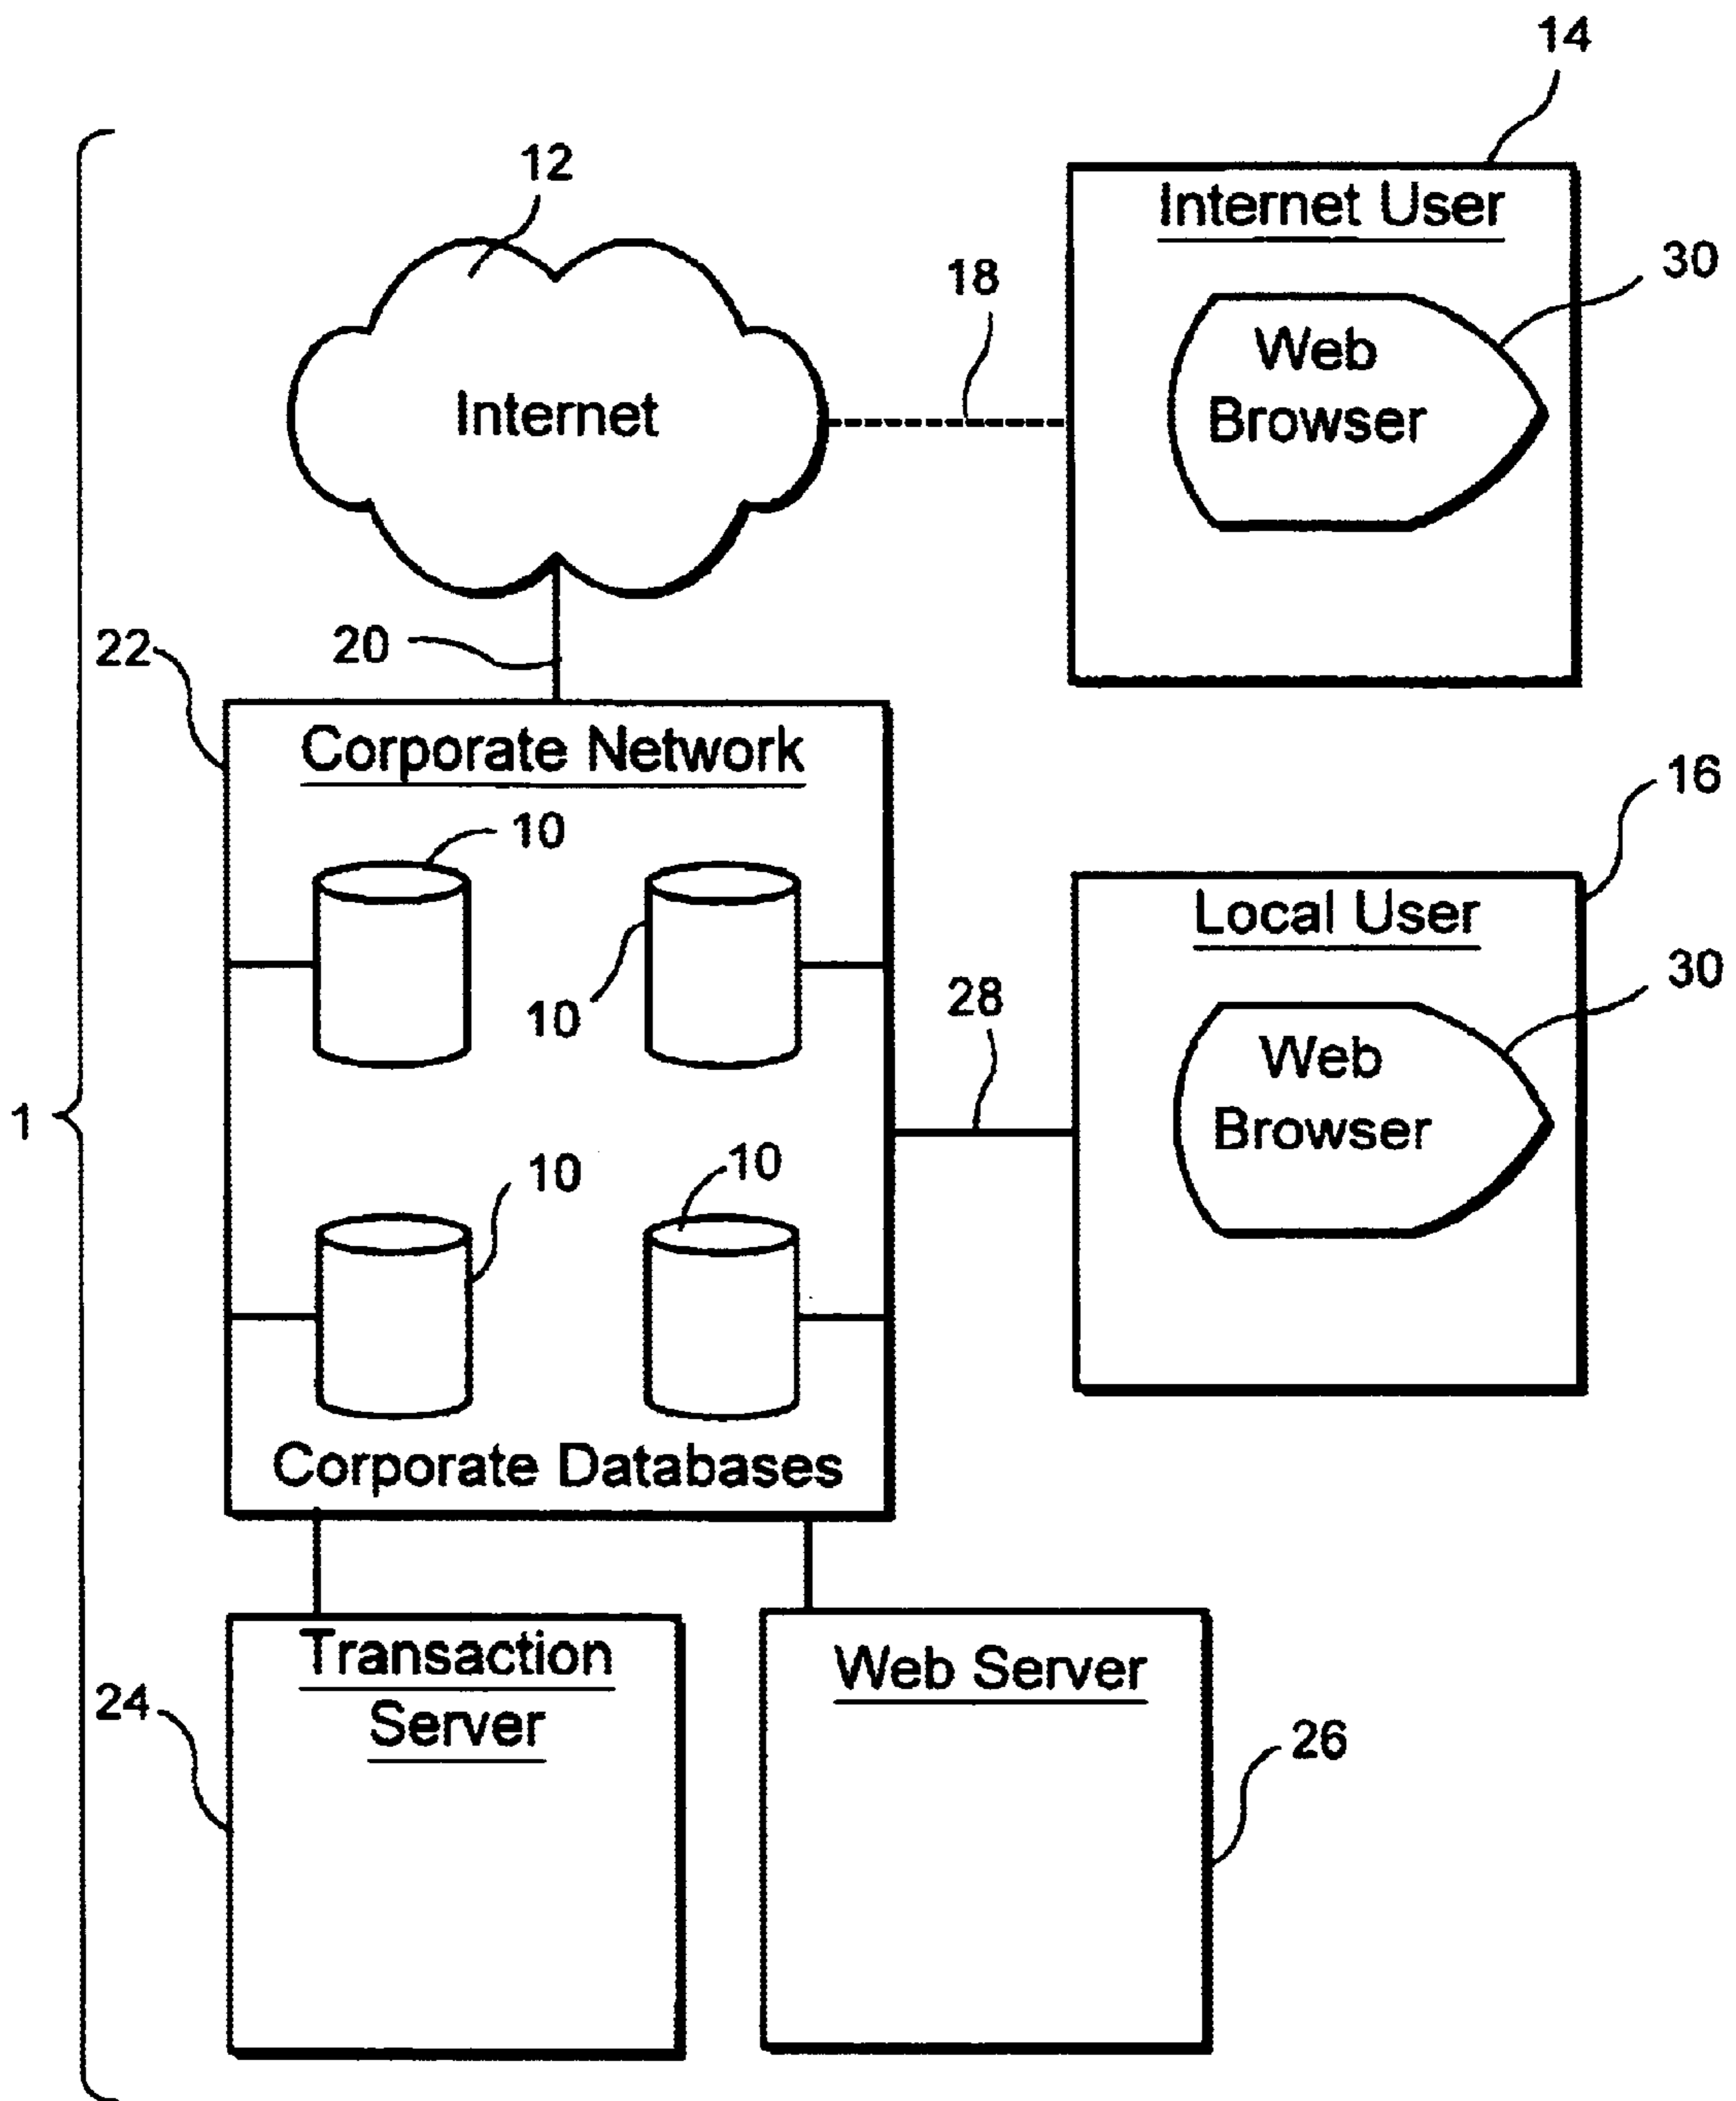 14
12
Internet User
30
18
Web
Browser
Internet
20
22
Corporate Network
16
10
Local User
10
30
28
Web
Browser
1
10
10
Corporate Databases
Transaction
Server
Web Server
24
26